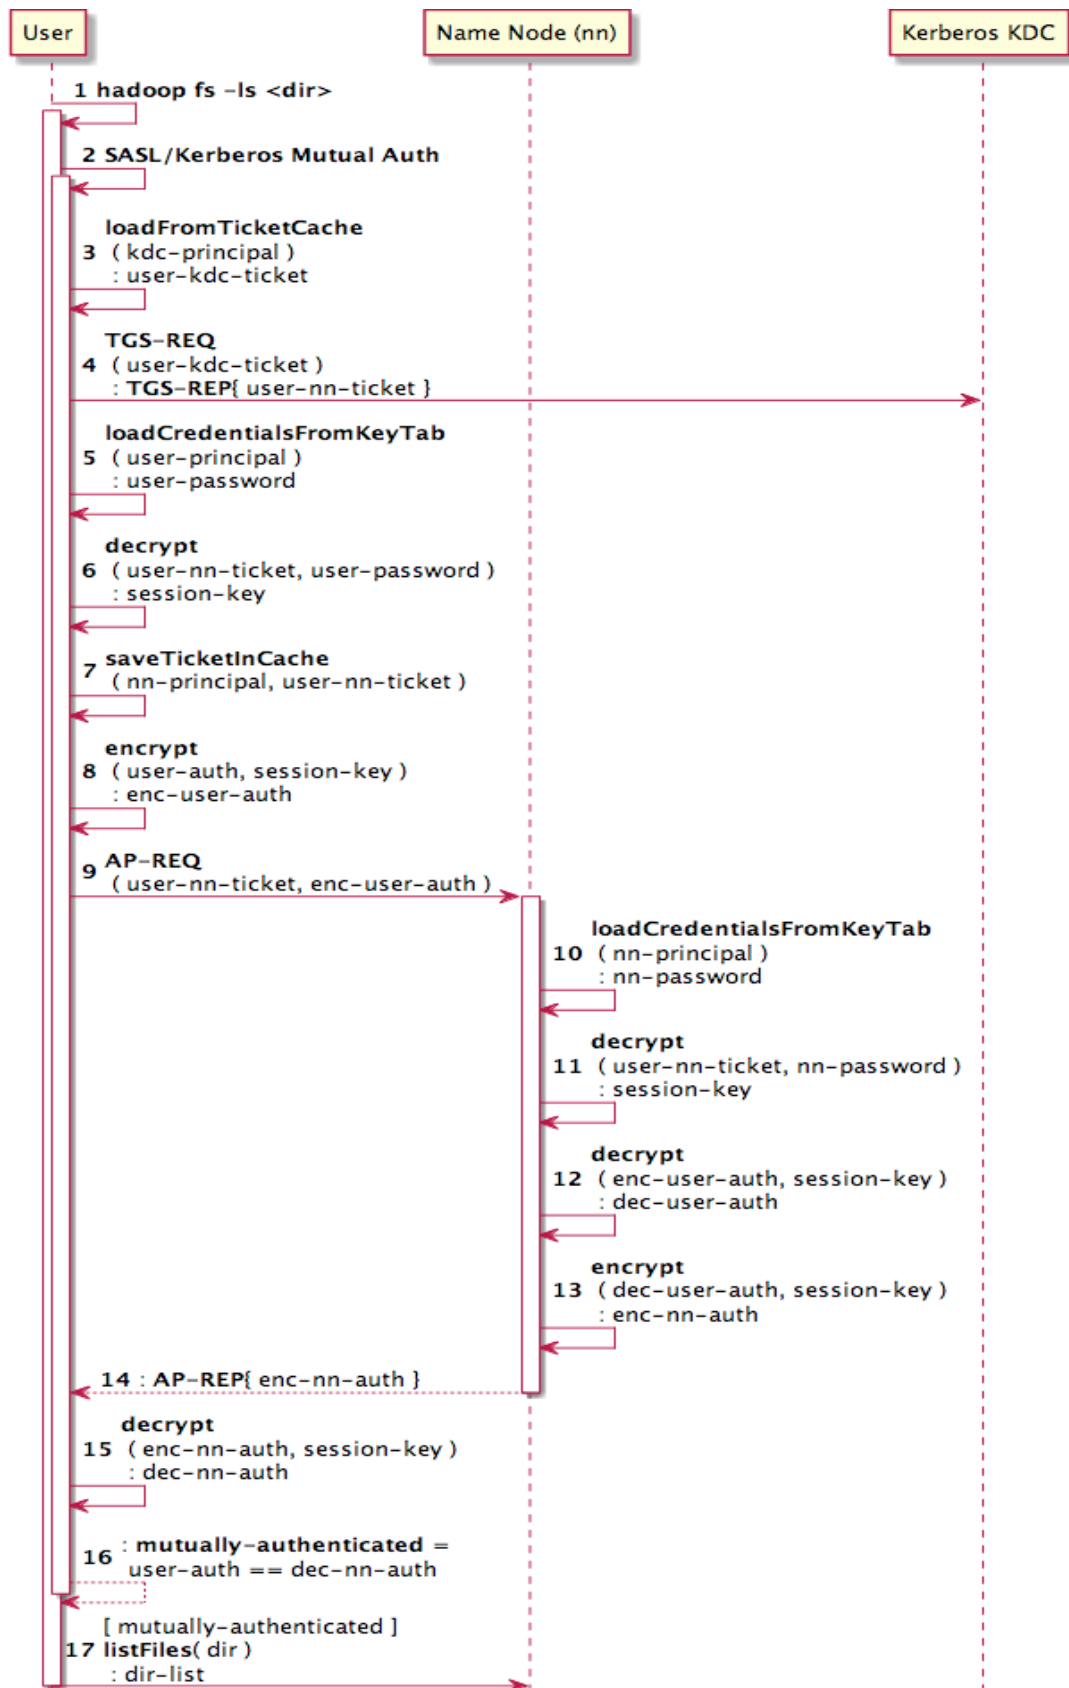 User
Name Node (nn)
Kerberos KDC
1 hadoop fs -ls <dir>
2 SASL/Kerberos Mutual Auth
loadFromTicketCache
3 ( kdc-principal )
: user-kdc-ticket
TGS-REQ
4 ( user-kdc-ticket )
: TGS-REP{ user-nn-ticket }
loadCredentialsFromKeyTab
5 ( user-principal )
: user-password
decrypt
6 ( user-nn-ticket, user-password )
: session-key
7 saveTicketInCache
( nn-principal, user-nn-ticket )
encrypt
8 ( user-auth, session-key )
: enc-user-auth
9 AP-REQ
( user-nn-ticket, enc-user-auth )
loadCredentialsFromKeyTab
10 ( nn-principal )
: nn-password
decrypt
11 ( user-nn-ticket, nn-password )
: session-key
decrypt
12 ( enc-user-auth, session-key )
: dec-user-auth
encrypt
13 ( dec-user-auth, session-key )
: enc-nn-auth
14 : AP-REP{ enc-nn-auth }
decrypt
15 ( enc-nn-auth, session-key )
: dec-nn-auth
16 : mutually-authenticated =
user-auth == dec-nn-auth
[ mutually-authenticated ]
17 listFiles( dir )
: dir-list